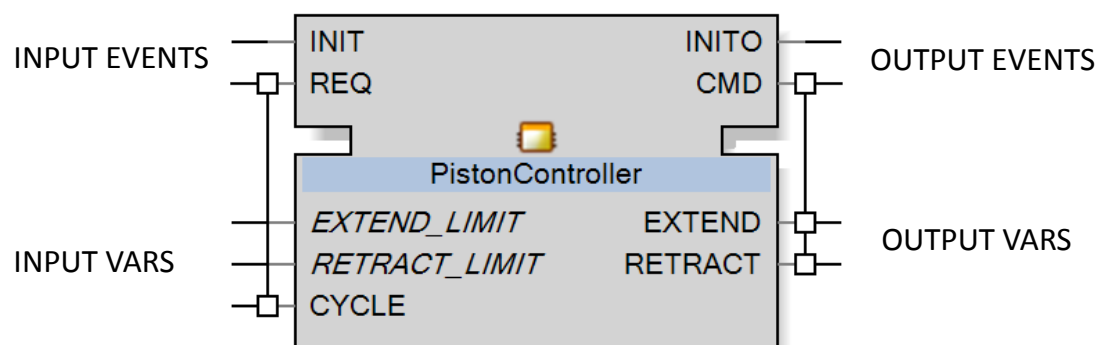 INPUT EVENTS
INIT
INITO
OUTPUT EVENTS
REQ
CMD
PistonController
EXTEND_LIMIT
EXTEND
RETRACT_LIMIT
RETRACT
INPUT VARS
OUTPUT VARS
CYCLE